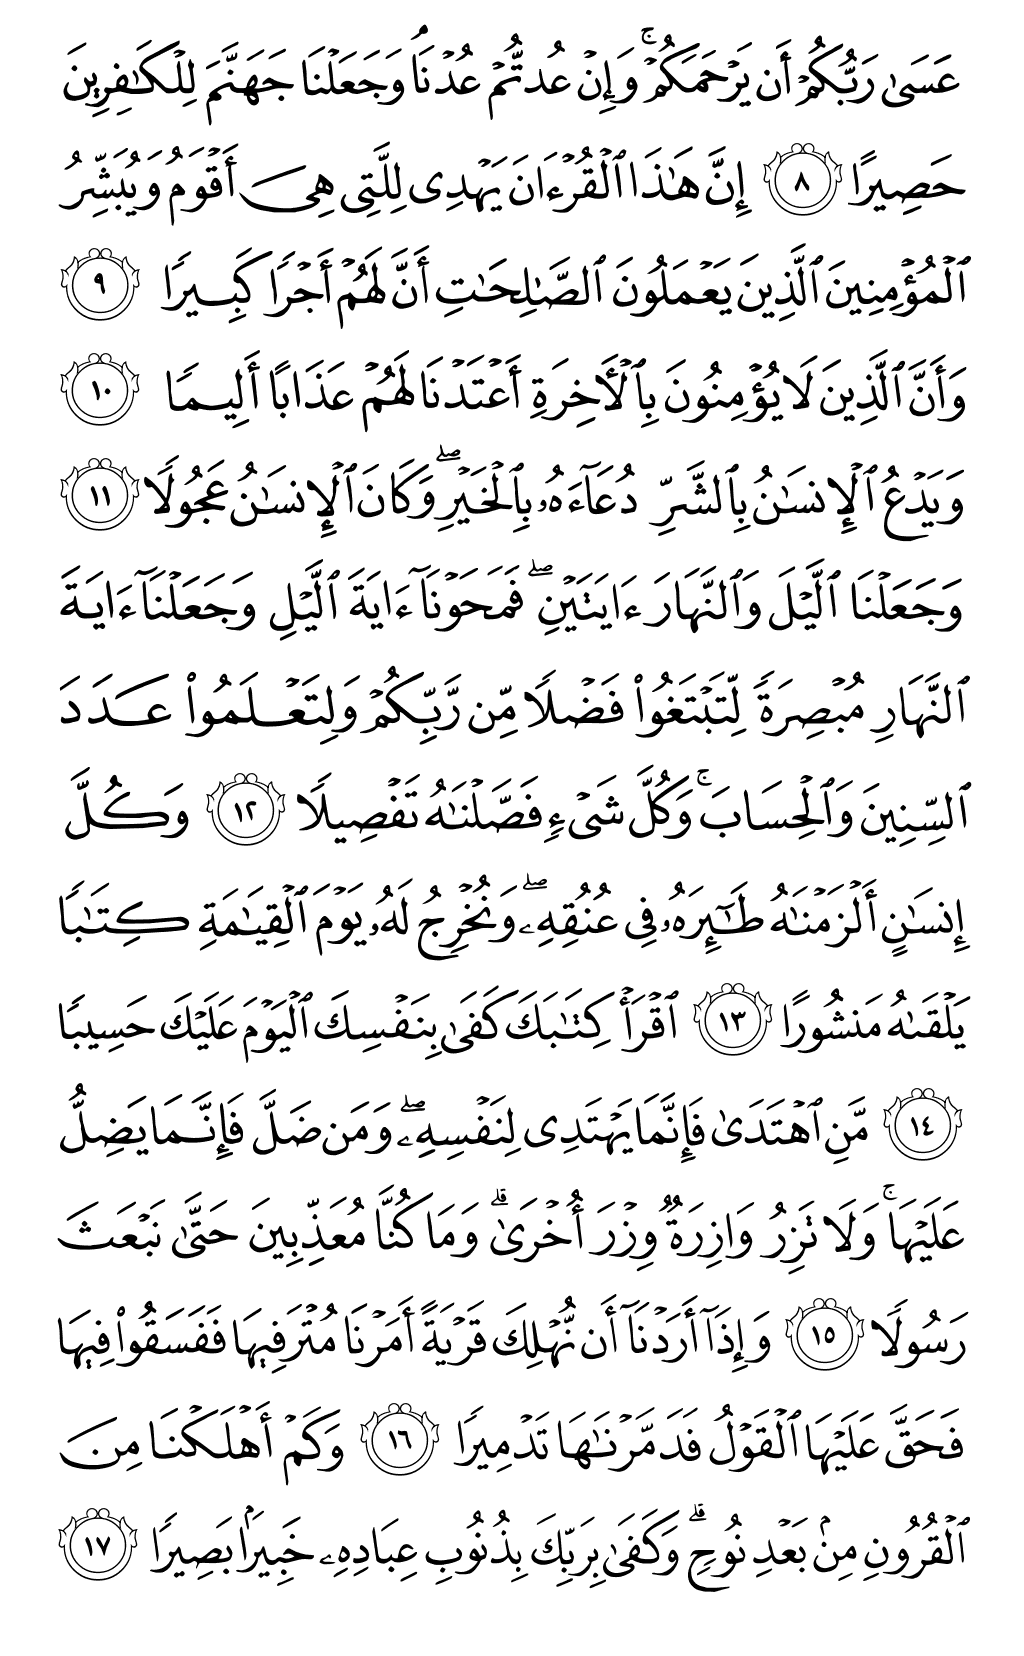 عَسَىٰ رَبُّكُمْ أَن يَرْحَمَكُمْ ۚ وَإِنْ عُدتُّمْ عُدْنَا ۘ وَجَعَلْنَا جَهَنَّمَ لِلْكَٰفِرِينَ
حَصِيرًا ٨ إِنَّ هَٰذَا ٱلْقُرْءَانَ يَهْدِى لِلَّتِى هِىَ أَقْوَمُ وَيُبَشِّرُ
ٱلْمُؤْمِنِينَ ٱلَّذِينَ يَعْمَلُونَ ٱلصَّٰلِحَٰتِ أَنَّ لَهُمْ أَجْرًا كَبِيرًا ٩
وَأَنَّ ٱلَّذِينَ لَا يُؤْمِنُونَ بِٱلْأَخِرَةِ أَعْتَدْنَا لَهُمْ عَذَابًا أَلِيمًا ١٠
وَيَدْعُ ٱلْإِنسَٰنُ بِٱلشَّرِّ دُعَآءَهُۥ بِٱلْخَيْرِ ۖ وَكَانَ ٱلْإِنسَٰنُ عَجُولًا ١١
وَجَعَلْنَا ٱلَّيْلَ وَٱلنَّهَارَ ءَايَتَيْنِ ۖ فَمَحَوْنَآ ءَايَةَ ٱلَّيْلِ وَجَعَلْنَآ ءَايَةَ
ٱلنَّهَارِ مُبْصِرَةً لِّتَبْتَغُوا۟ فَضْلًا مِّن رَّبِّكُمْ وَلِتَعْلَمُوا۟ عَدَدَ
ٱلسِّنِينَ وَٱلْحِسَابَ ۚ وَكُلَّ شَىْءٍ فَصَّلْنَٰهُ تَفْصِيلًا ١٢ وَكُلَّ
إِنسَٰنٍ أَلْزَمْنَٰهُ طَٰٓئِرَهُۥ فِى عُنُقِهِۦ ۖ وَنُخْرِجُ لَهُۥ يَوْمَ ٱلْقِيَٰمَةِ كِتَٰبًا
يَلْقَىٰهُ مَنشُورًا ١٣ ٱقْرَأْ كِتَٰبَكَ كَفَىٰ بِنَفْسِكَ ٱلْيَوْمَ عَلَيْكَ حَسِيبًا
١٤ مَّنِ ٱهْتَدَىٰ فَإِنَّمَا يَهْتَدِى لِنَفْسِهِۦ ۖ وَمَن ضَلَّ فَإِنَّمَا يَضِلُّ
عَلَيْهَا ۚ وَلَا تَزِرُ وَازِرَةٌ وِزْرَ أُخْرَىٰ ۗ وَمَا كُنَّا مُعَذِّبِينَ حَتَّىٰ نَبْعَثَ
رَسُولًا ١٥ وَإِذَآ أَرَدْنَآ أَن نُّهْلِكَ قَرْيَةً أَمَرْنَا مُتْرَفِيهَا فَفَسَقُوا۟ فِيهَا
فَحَقَّ عَلَيْهَا ٱلْقَوْلُ فَدَمَّرْنَٰهَا تَدْمِيرًا ١٦ وَكَمْ أَهْلَكْنَا مِنَ
ٱلْقُرُونِ مِنۢ بَعْدِ نُوحٍ ۗ وَكَفَىٰ بِرَبِّكَ بِذُنُوبِ عِبَادِهِۦ خَبِيرًۢا بَصِيرًا ١٧